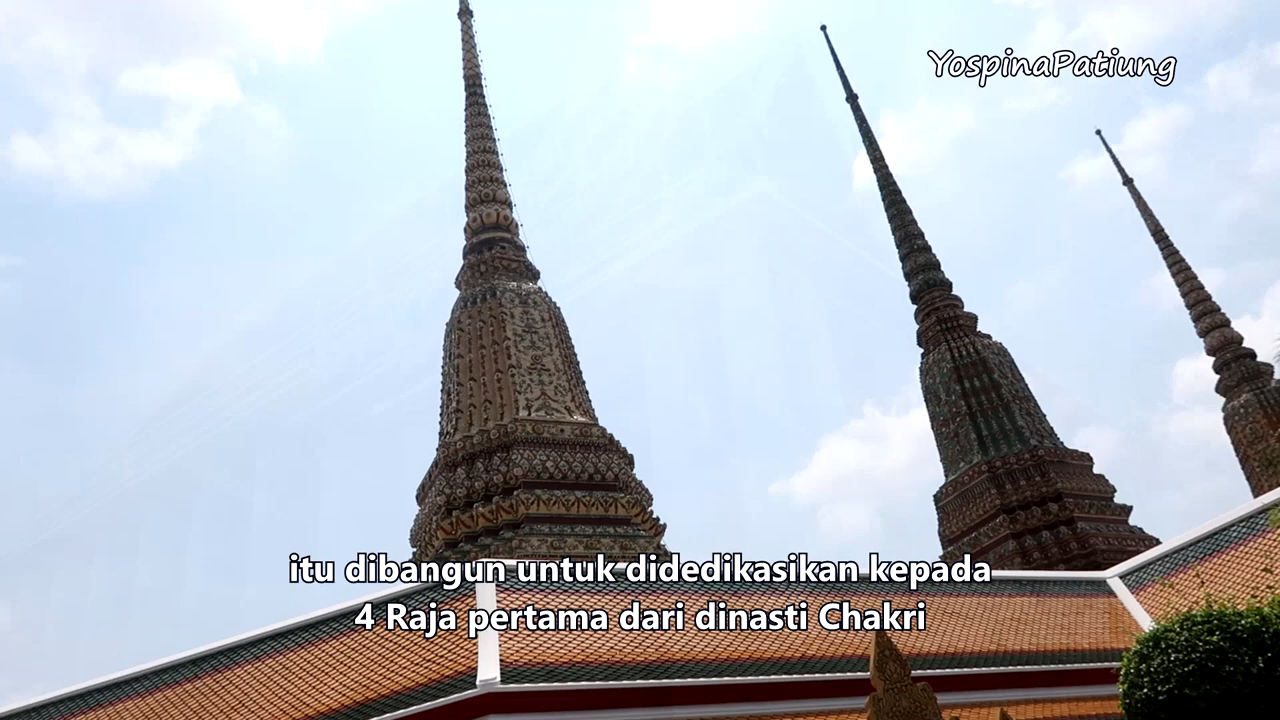 YospinaPatiung
itu dibangun untuk didedikasikan kepada
4 Raja pertama dari dinasti Chakri